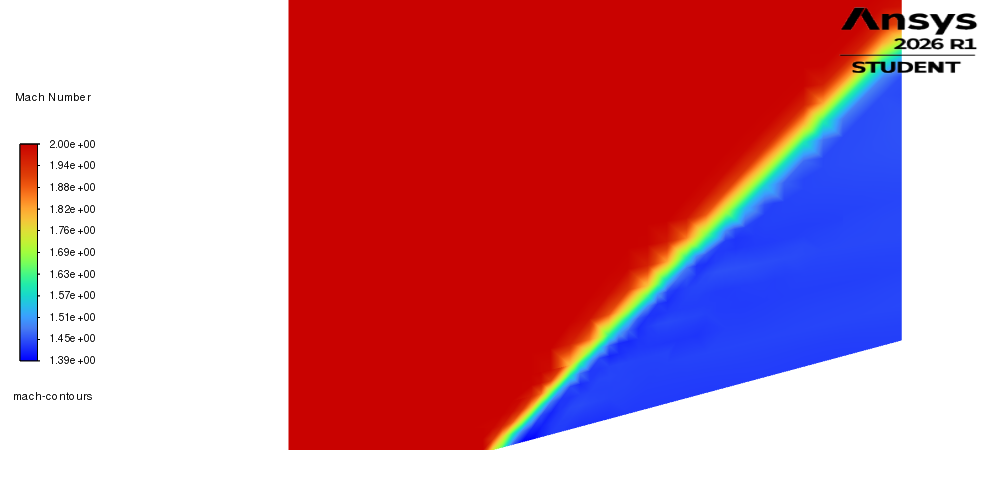 Ansys
2026 R1
STUDENT
Mach Number
2.00e +00
1.94e +00
1.88e +00
1.82e +00
1.76e +00
1.69e +00
1.63e +00
1.57e +00
1.51e +00
1.45e +00
1.39e +00
mach-contours